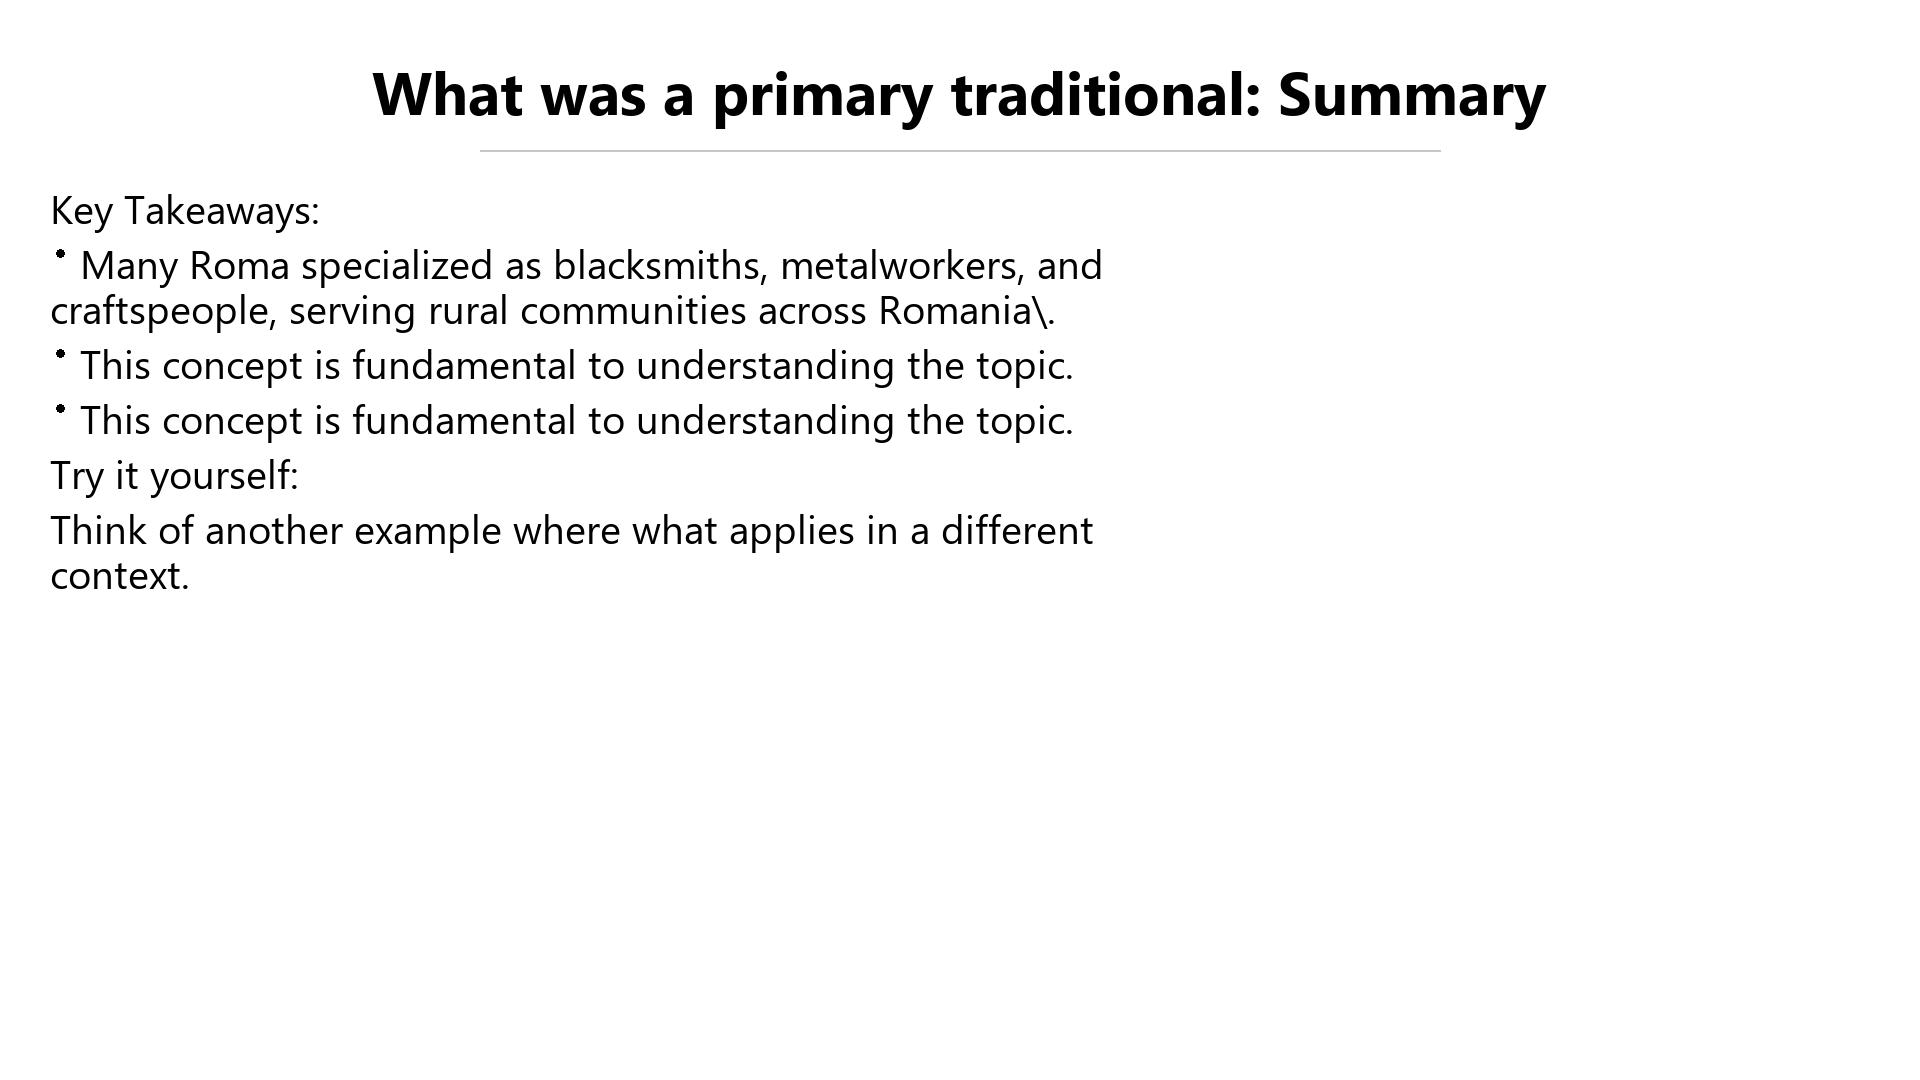 What was a primary traditional: Summary
Key Takeaways:
• Many Roma specialized as blacksmiths, metalworkers, and
craftspeople, serving rural communities across Romania\.
• This concept is fundamental to understanding the topic.
• This concept is fundamental to understanding the topic.
Try it yourself:
Think of another example where what applies in a different
context.